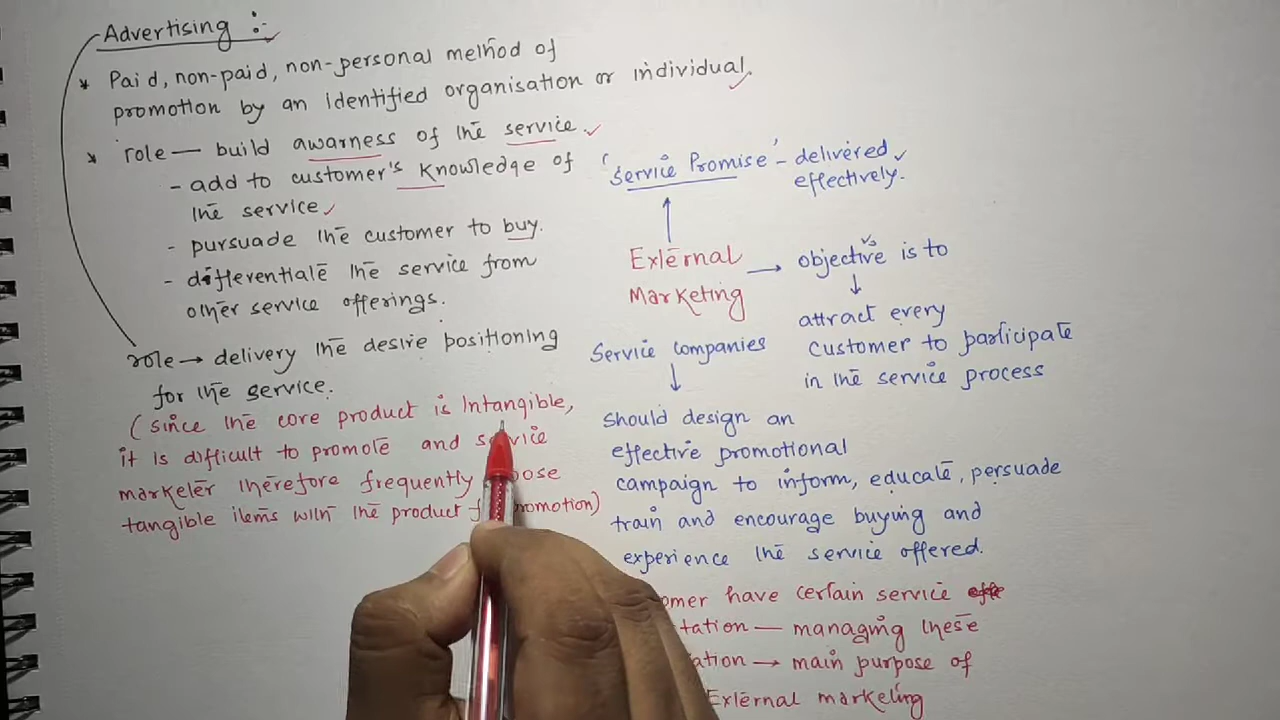 Advertising :-
* Paid, non-paid, non-personal method of
promotion by an identified organisation or individual.
* role — build awarness of the service.
- add to customer's knowledge of
the service
- pursuade the customer to buy.
- differentiate the service from
other service offerings.
role → delivery the desire positioning
for the service.
(since the core product is Intangible,
it is difficult to promote and service
marketer therefore frequently
tangible items with the product promotion)
'Service Promise' - delivered
effectively.
External
Marketing → objective is to
attract every
customer to participate
in the service process
Service companies
should design an
effective promotional
campaign to inform, educate, persuade
train and encourage buying and
experience the service offered.
have certain service
— managing these
→ main purpose of
External marketing